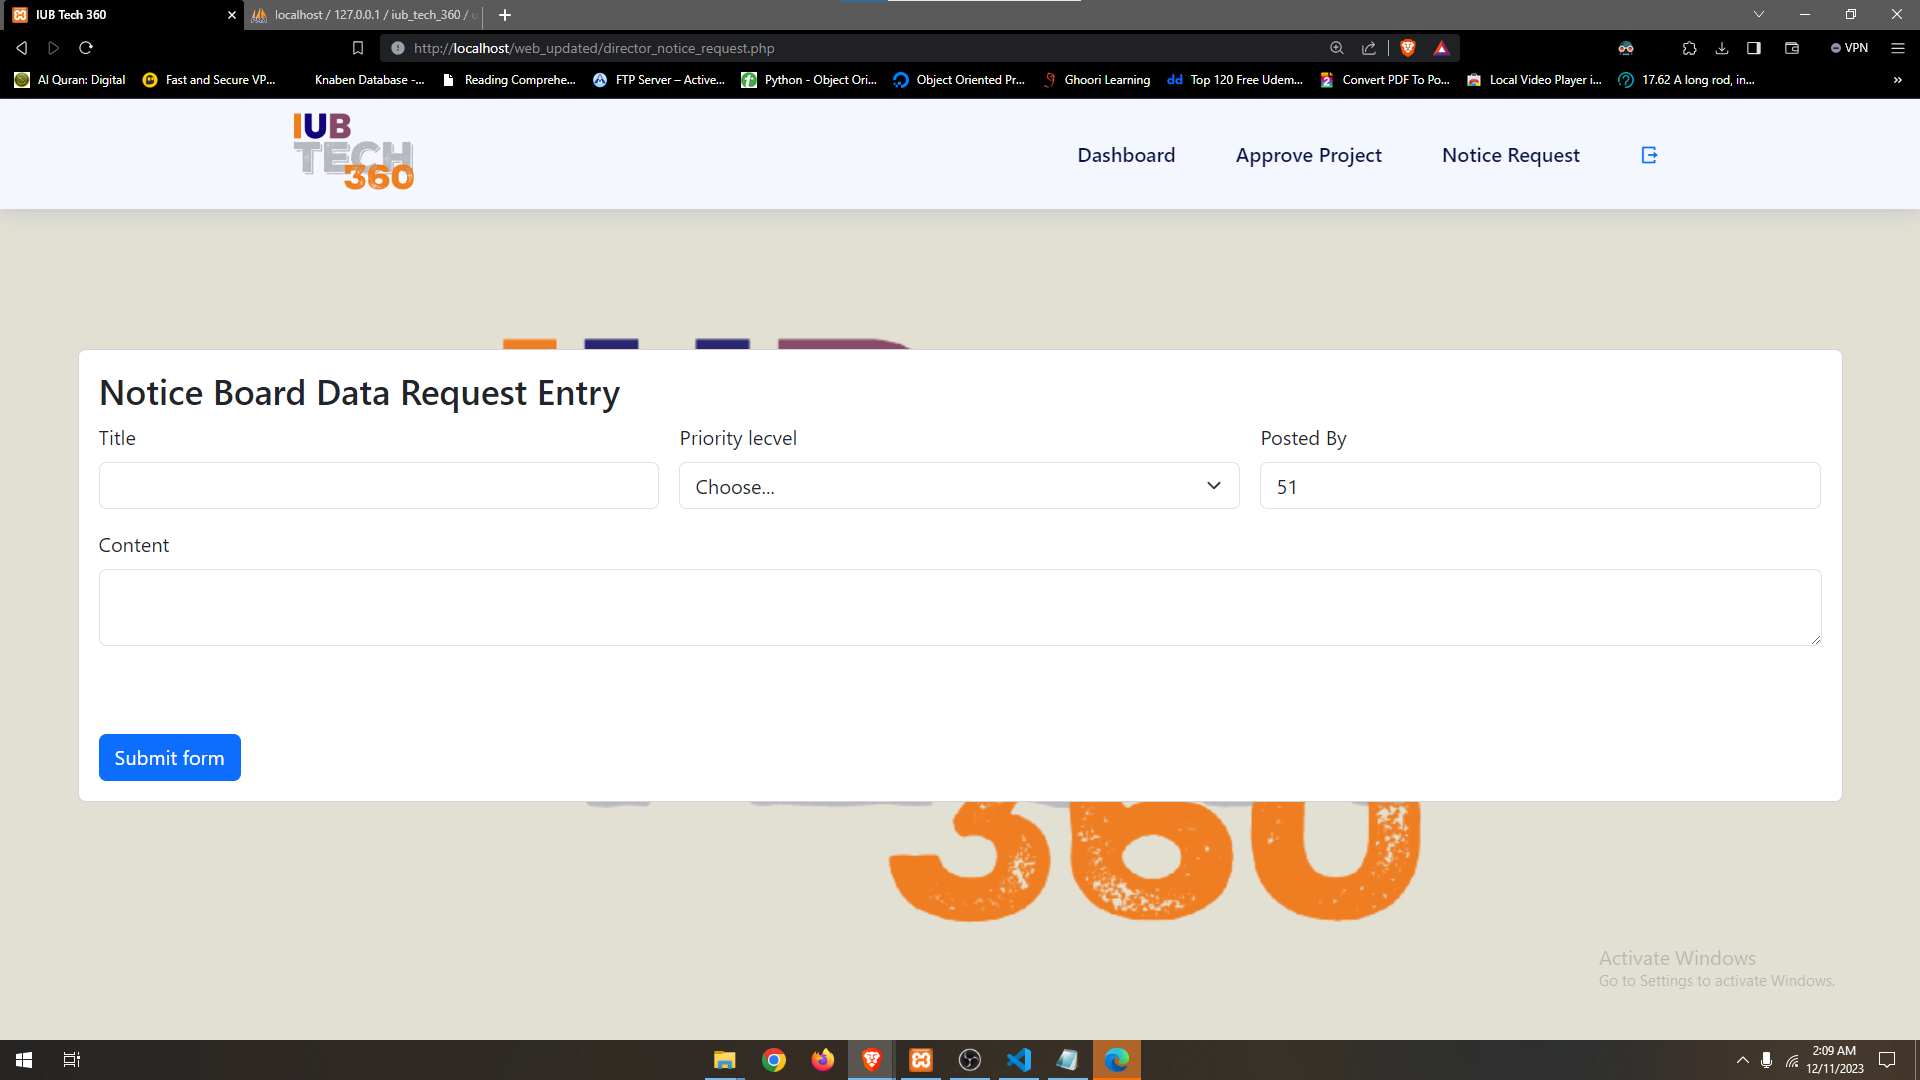 IUB Tech 360
localhost / 127.0.0.1 / iub_tech_360 / u
http://localhost/web_updated/director_notice_request.php
VPN
Al Quran: Digital
Fast and Secure VP...
Knaben Database -...
Reading Comprehe...
FTP Server – Active...
Python - Object Ori...
Object Oriented Pr...
Ghoori Learning
Top 120 Free Udem...
Convert PDF To Po...
Local Video Player i...
17.62 A long rod, in...
IUB
TECH
360
Dashboard
Approve Project
Notice Request
Notice Board Data Request Entry
Title
Priority lecvel
Posted By
Choose...
51
Content
Submit form
360
Activate Windows
Go to Settings to activate Windows.
2:09 AM
12/11/2023